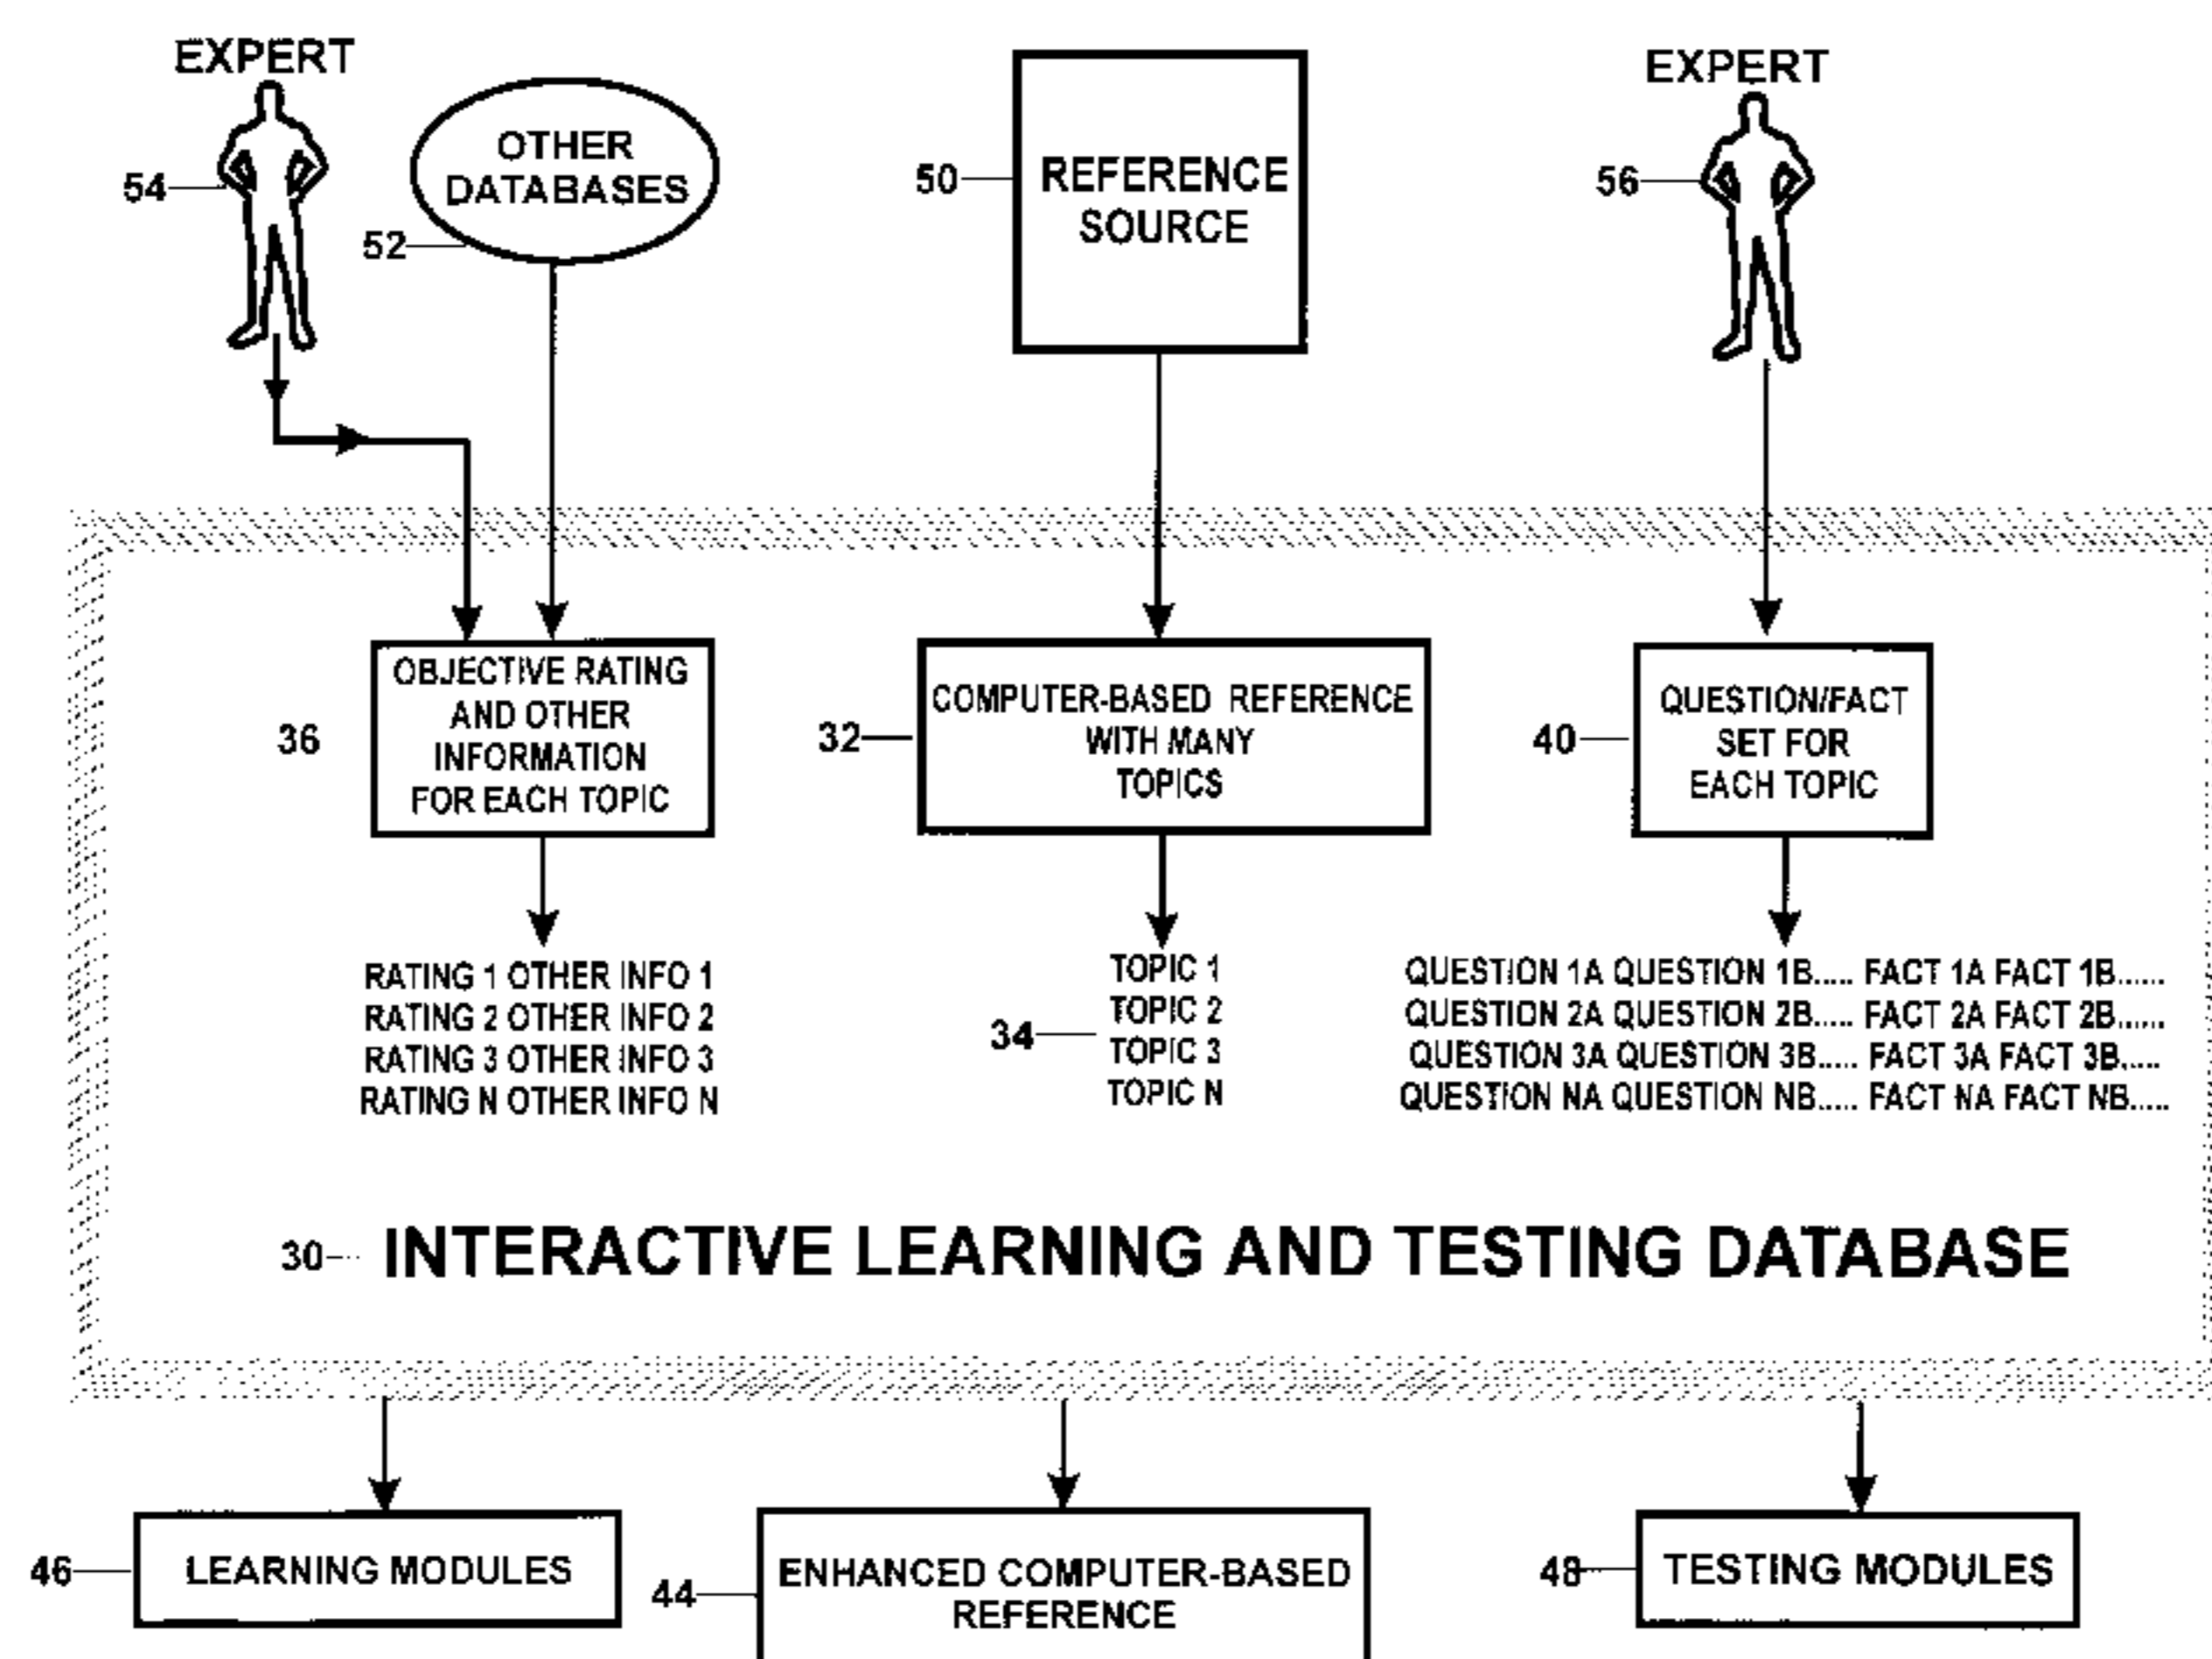 EXPERT
54
OTHER
DATABASES
52
50
REFERENCE
SOURCE
EXPERT
56
36
OBJECTIVE RATING
AND OTHER
INFORMATION
FOR EACH TOPIC
32
COMPUTER-BASED REFERENCE
WITH MANY
TOPICS
40
QUESTION/FACT
SET FOR
EACH TOPIC
RATING 1 OTHER INFO 1
RATING 2 OTHER INFO 2
RATING 3 OTHER INFO 3
RATING N OTHER INFO N
34
TOPIC 1
TOPIC 2
TOPIC 3
TOPIC N
QUESTION 1A QUESTION 1B..... FACT 1A FACT 1B......
QUESTION 2A QUESTION 2B..... FACT 2A FACT 2B......
QUESTION 3A QUESTION 3B..... FACT 3A FACT 3B.....
QUESTION NA QUESTION NB..... FACT NA FACT NB.....
30
INTERACTIVE LEARNING AND TESTING DATABASE
46
LEARNING MODULES
44
ENHANCED COMPUTER-BASED
REFERENCE
48
TESTING MODULES